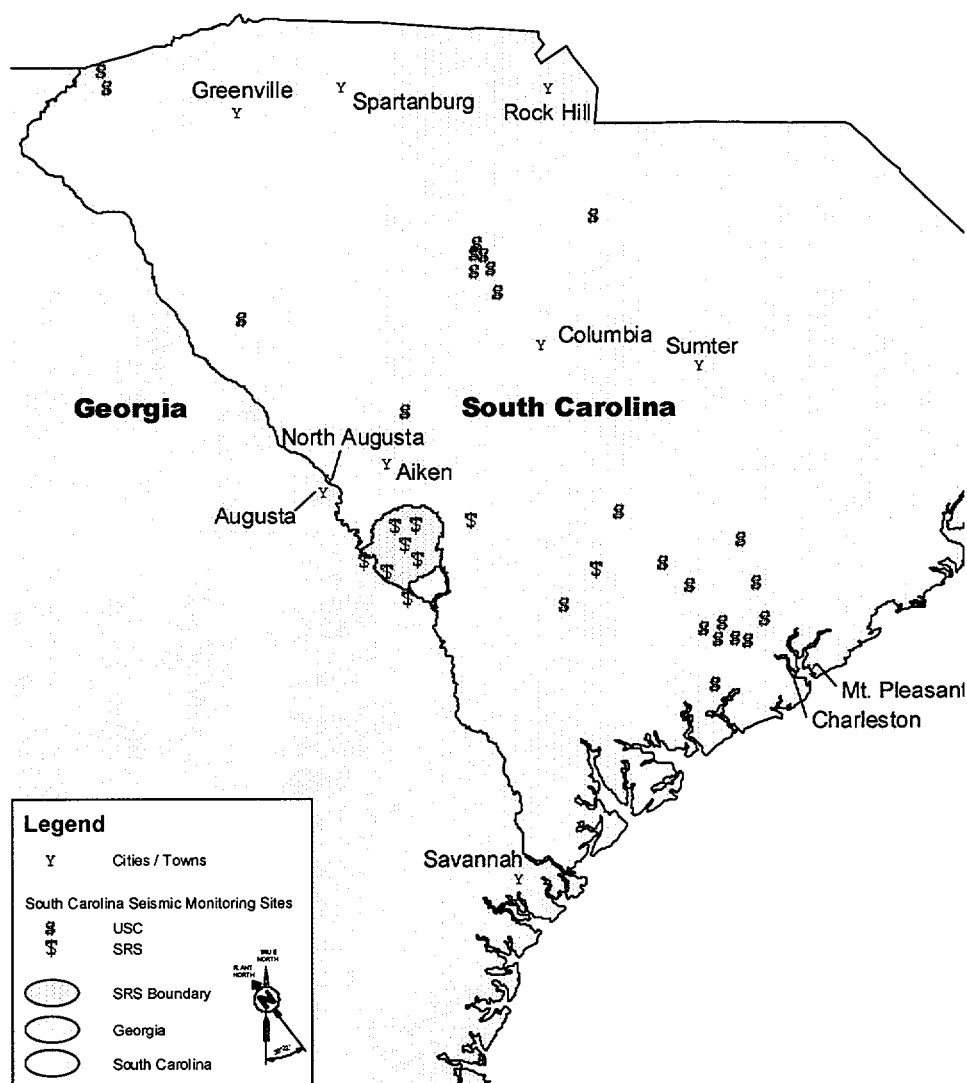 Greenville
Spartanburg
Rock Hill
Columbia
Sumter
Georgia
South Carolina
North Augusta
Aiken
Augusta
Mt. Pleasant
Charleston
Savannah
Legend
Y Cities / Towns
South Carolina Seismic Monitoring Sites
USC
SRS
TRUE
NORTH
PLANT
NORTH
N
SRS Boundary
Georgia
South Carolina